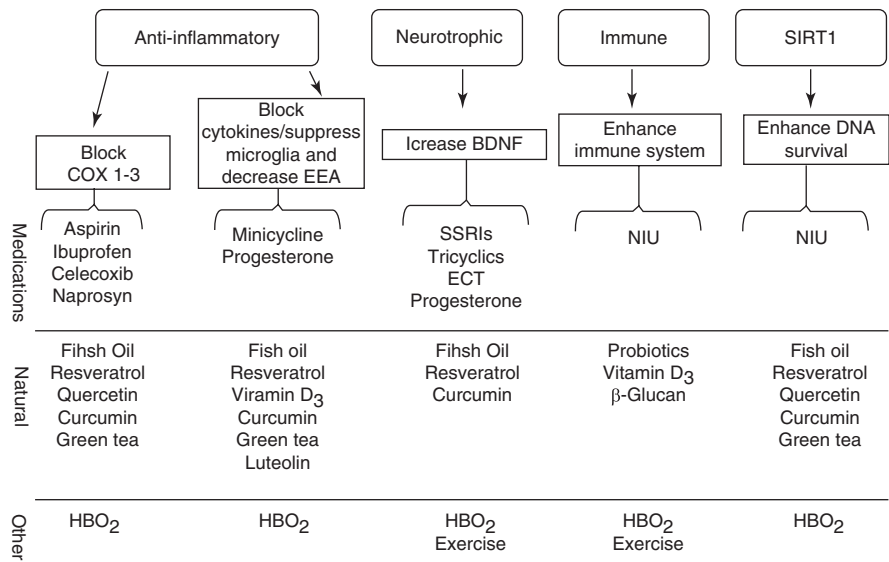 Anti-inflammatory
Neurotrophic
Immune
SIRT1
Block
COX 1-3
Block
cytokines/suppress
microglia and
decrease EEA
Icrease BDNF
Enhance
immune system
Enhance DNA
survival
Medications
Aspirin
Ibuprofen
Celecoxib
Naprosyn
Minicycline
Progesterone
SSRIs
Tricyclics
ECT
Progesterone
NIU
NIU
Natural
Fihsh Oil
Resveratrol
Quercetin
Curcumin
Green tea
Fish oil
Resveratrol
Viramin D3
Curcumin
Green tea
Luteolin
Fihsh Oil
Resveratrol
Curcumin
Probiotics
Vitamin D3
β-Glucan
Fish oil
Resveratrol
Quercetin
Curcumin
Green tea
Other
HBO2
HBO2
HBO2
Exercise
HBO2
Exercise
HBO2